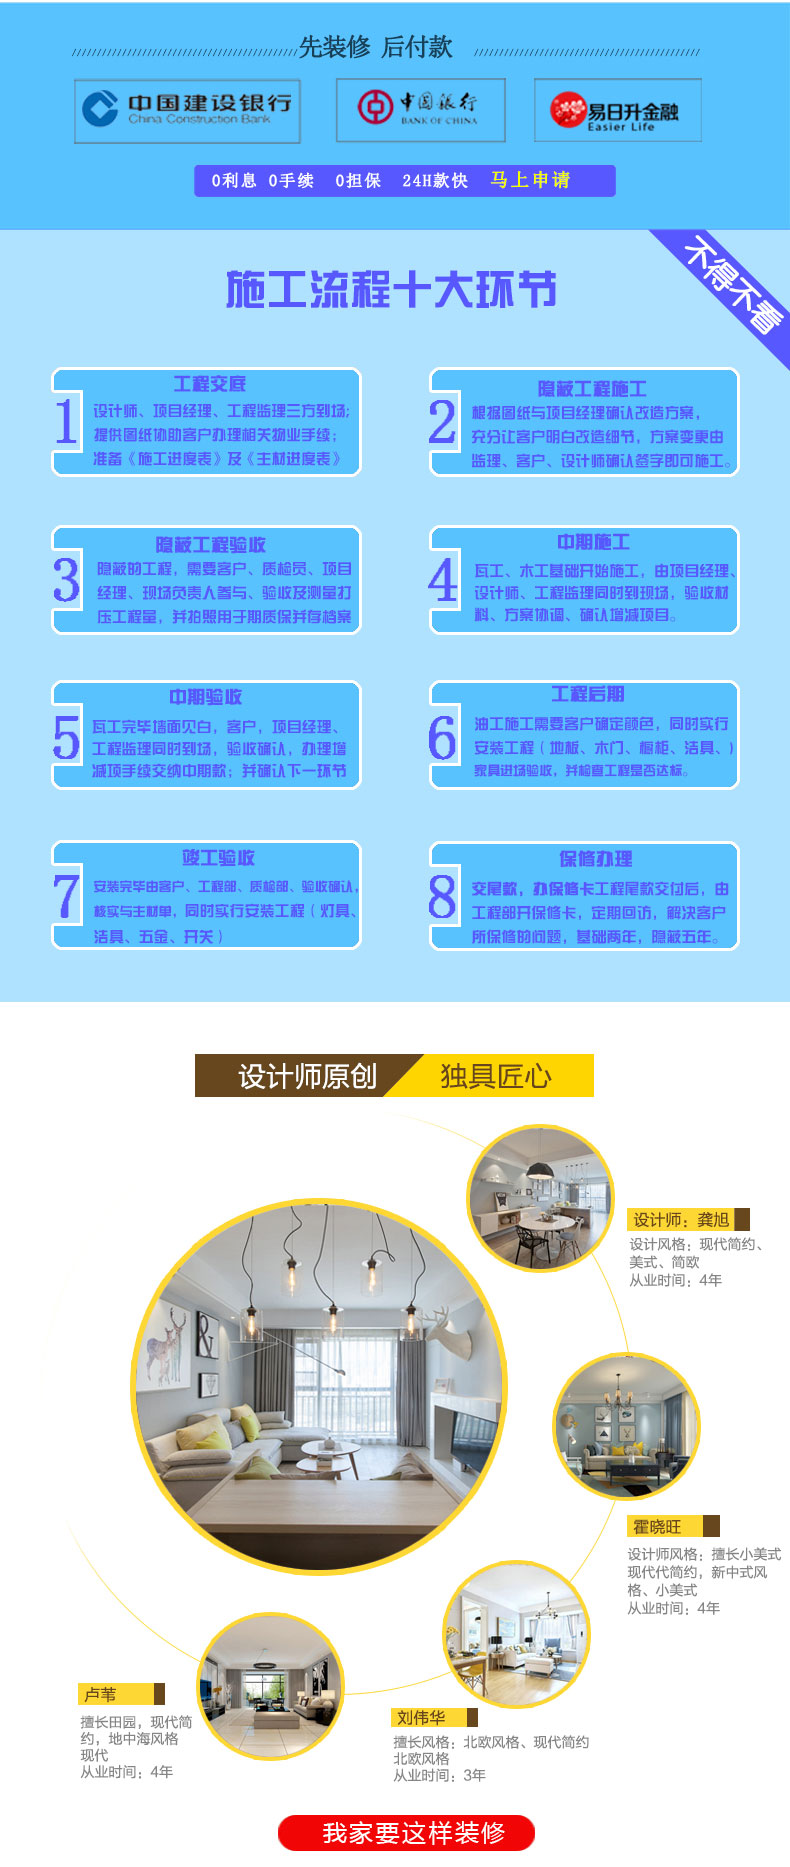 先装修 后付款
中国建设银行
China Construction Bank
中国银行
BANK OF CHINA
易日升金融
Easier Life
0利息 0手续 0担保 24H款快 马上申请
不得不看
施工流程十大环节
1
工程交底
设计师、项目经理、工程监理三方到场;
提供图纸协助客户办理相关物业手续;
准备《施工进度表》及《主材进度表》
2
隐蔽工程施工
根据图纸与项目经理确认改造方案,
充分让客户明白改造细节,方案变更由
监理、客户、设计师确认签字即可施工。
3
隐蔽工程验收
隐蔽的工程,需要客户、质检员、项目
经理、现场负责人参与、验收及测量打
压工程量,并拍照用于期质保并存档案
4
中期施工
瓦工、木工基础开始施工,由项目经理、
设计师、工程监理同时到现场,验收材
料、方案协调、确认增减项目。
5
中期验收
瓦工完毕墙面见白,客户,项目经理、
工程监理同时到场,验收确认,办理增
减项手续交纳中期款;并确认下一环节
6
工程后期
油工施工需要客户确定颜色,同时实行
安装工程(地板、木门、橱柜、洁具、)
家具进场验收,并检查工程是否达标。
7
竣工验收
安装完毕由客户、工程部、质检部、验收确认,
核实与主材单,同时实行安装工程(灯具、
洁具、五金、开关)
8
保修办理
交尾款,办保修卡工程尾款交付后,由
工程部开保修卡,定期回访,解决客户
所保修的问题,基础两年,隐蔽五年。
设计师原创 独具匠心
设计师:龚旭
设计风格:现代简约、
美式、简欧
从业时间:4年
霍晓旺
设计师风格:擅长小美式
现代代简约,新中式风
格、小美式
从业时间:4年
刘伟华
擅长风格:北欧风格、现代简约
北欧风格
从业时间:3年
卢苇
擅长田园,现代简
约,地中海风格
现代
从业时间:4年
我家要这样装修